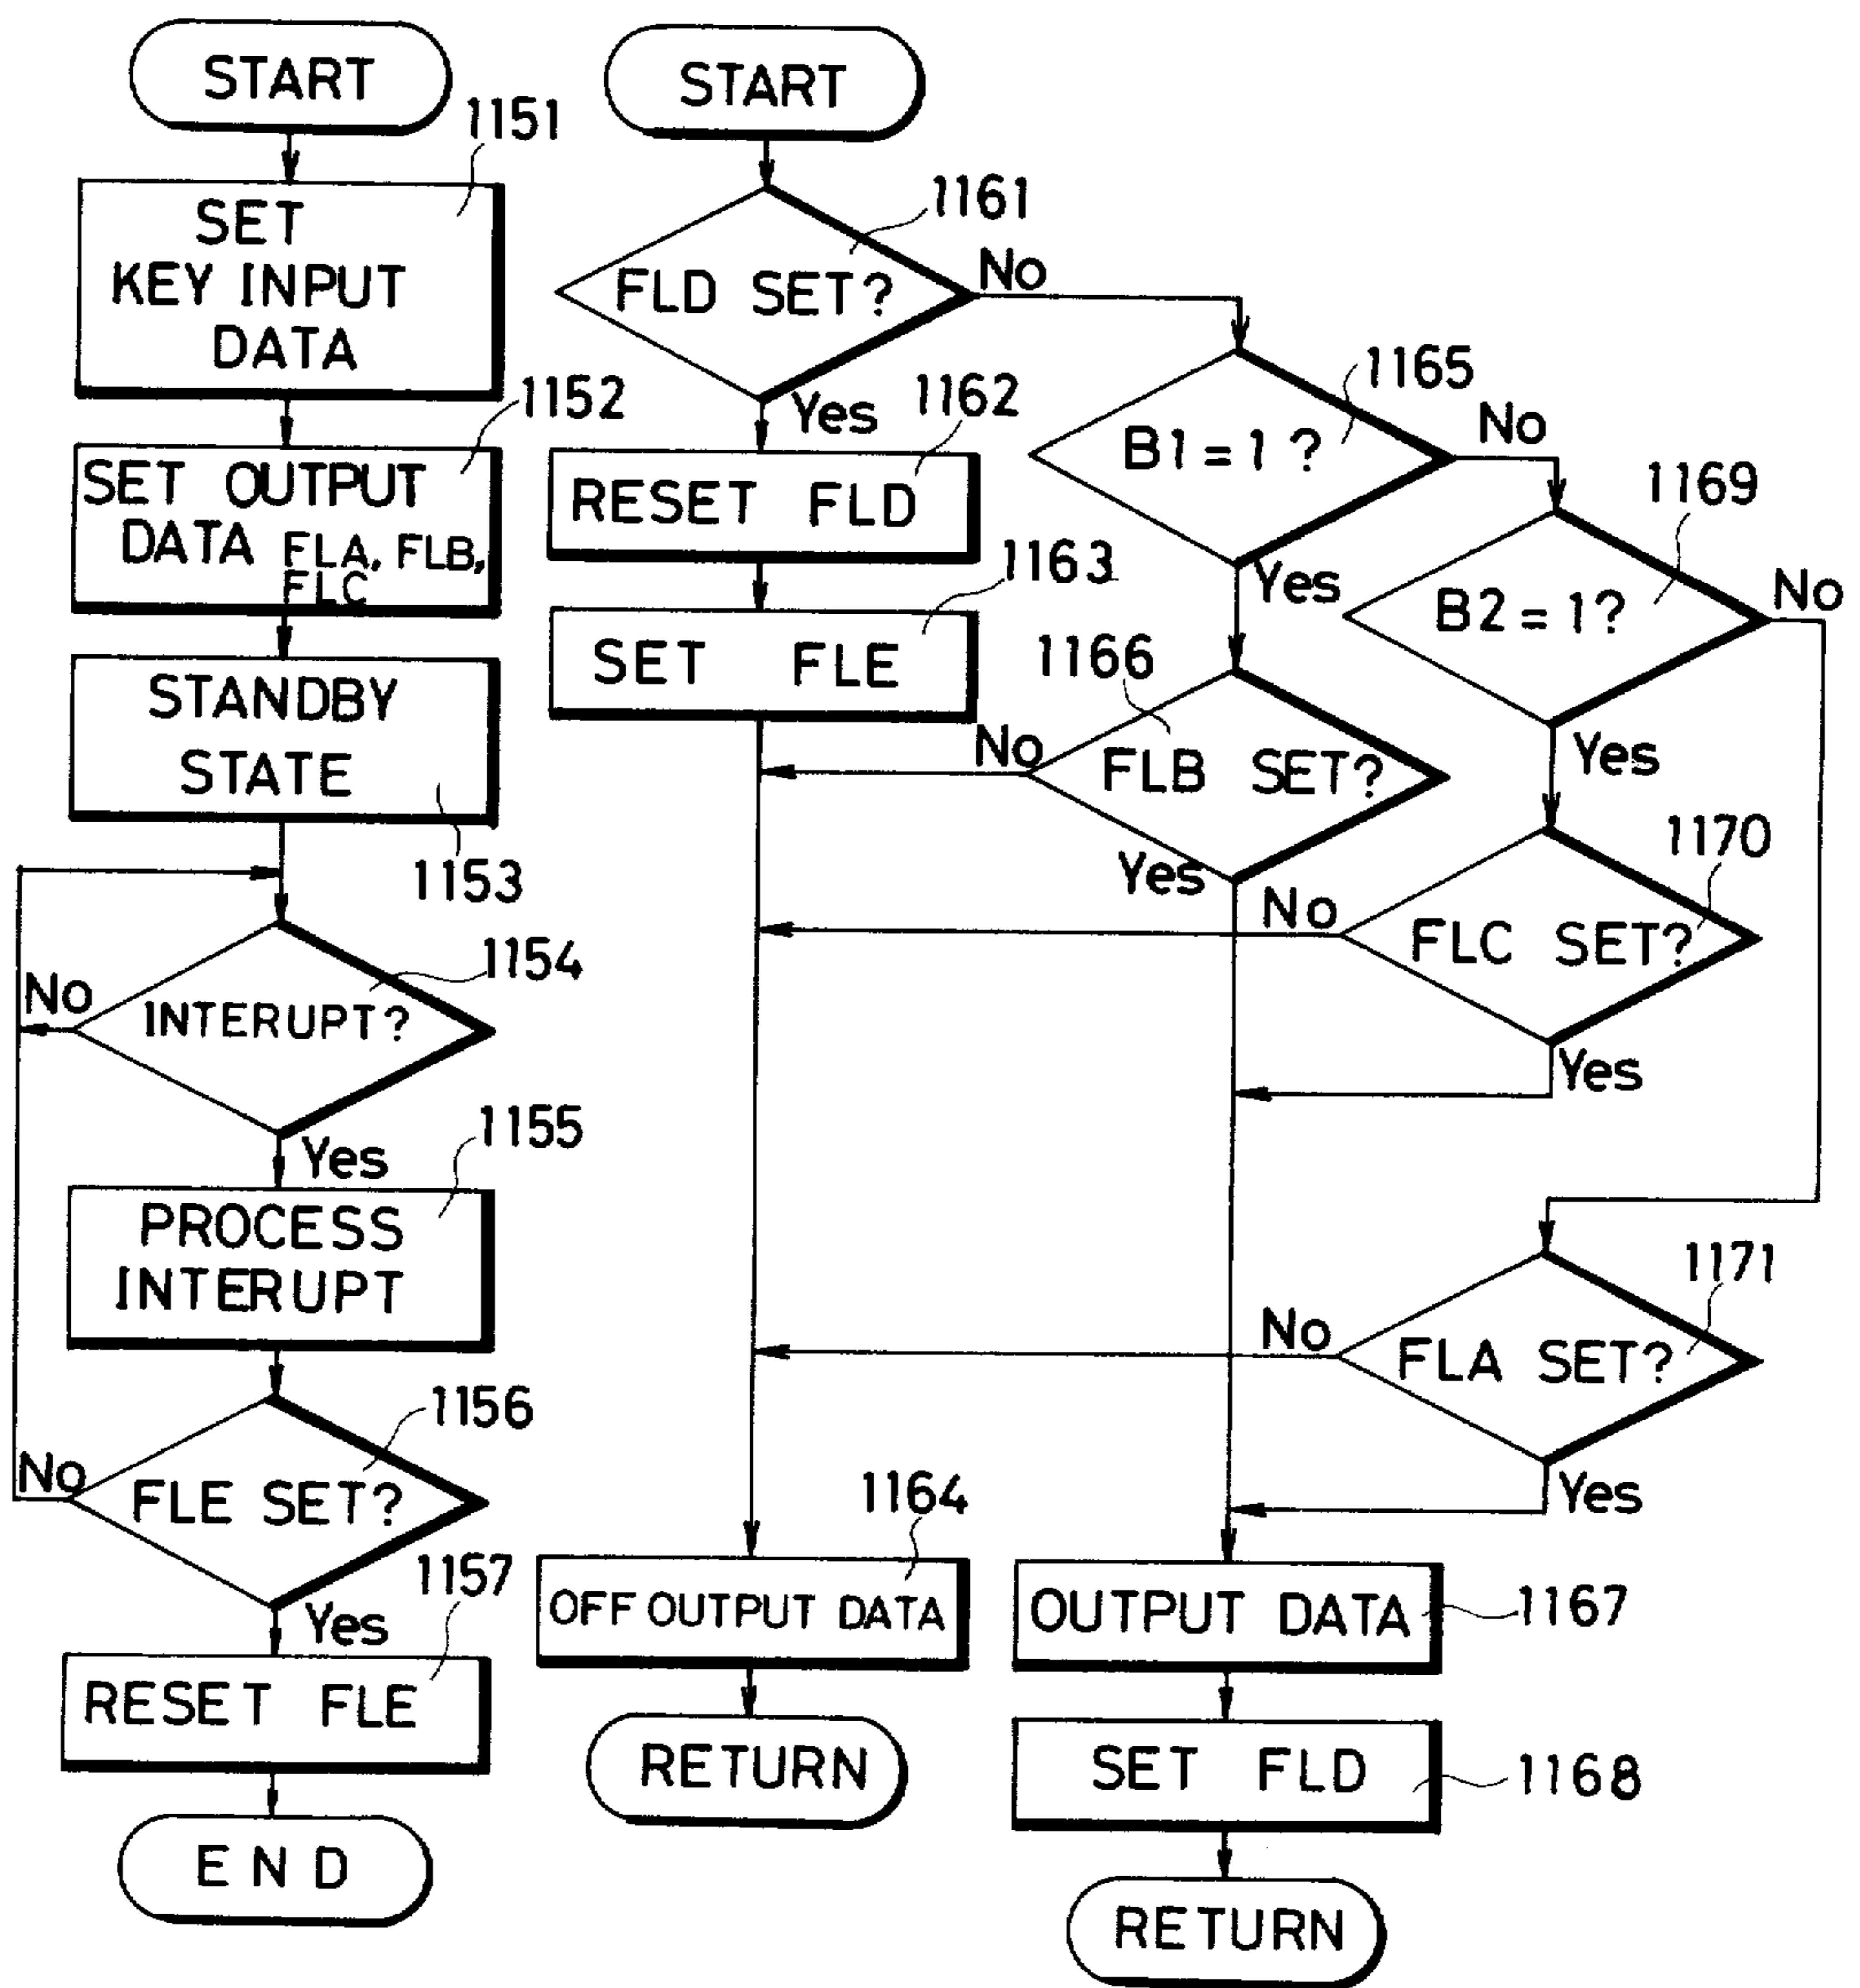 START
1151
SET
KEY INPUT
DATA
1152
SET OUTPUT
DATA FLA, FLB,
FLC
STANDBY
STATE
1153
1154
No
INTERUPT?
Yes
1155
PROCESS
INTERUPT
1156
No
FLE SET?
Yes
1157
RESET FLE
END
START
1161
FLD SET?
No
Yes
1162
RESET FLD
1163
SET FLE
1164
OFF OUTPUT DATA
RETURN
1165
B1=1?
No
Yes
1166
No
FLB SET?
Yes
1169
B2=1?
No
Yes
1170
No
FLC SET?
Yes
1171
No
FLA SET?
Yes
OUTPUT DATA
1167
SET FLD
1168
RETURN